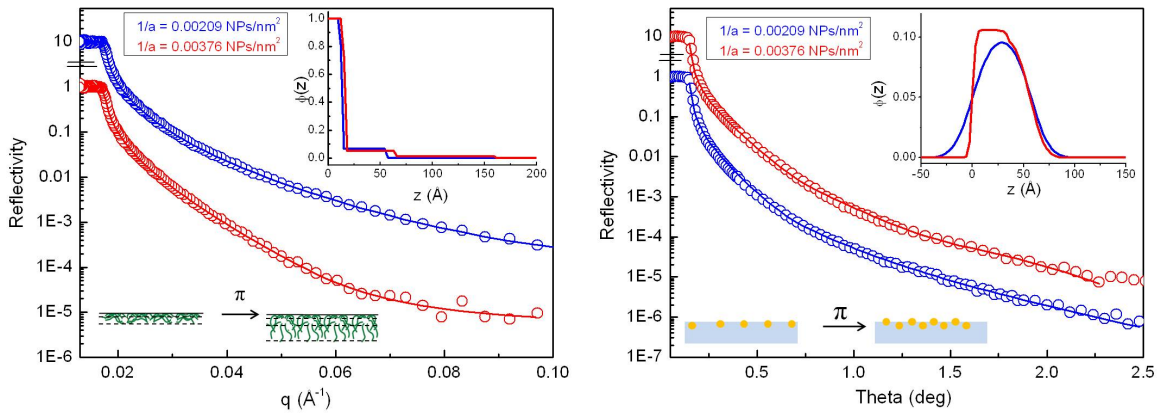 1/a = 0.00209 NPs/nm²
1/a = 0.00376 NPs/nm²
Reflectivity
10
1
0.1
0.01
1E-3
1E-4
1E-5
1E-6
0.02
0.04
0.06
0.08
0.10
q (Å⁻¹)
π
ϕ(z)
1.0
0.8
0.6
0.4
0.2
0.0
0
50
100
150
200
z (Å)
1/a = 0.00209 NPs/nm²
1/a = 0.00376 NPs/nm²
Reflectivity
10
1
0.1
0.01
1E-3
1E-4
1E-5
1E-6
1E-7
0.5
1.0
1.5
2.0
2.5
Theta (deg)
π
ϕ(z)
0.10
0.05
0.00
-50
0
50
100
150
z (Å)